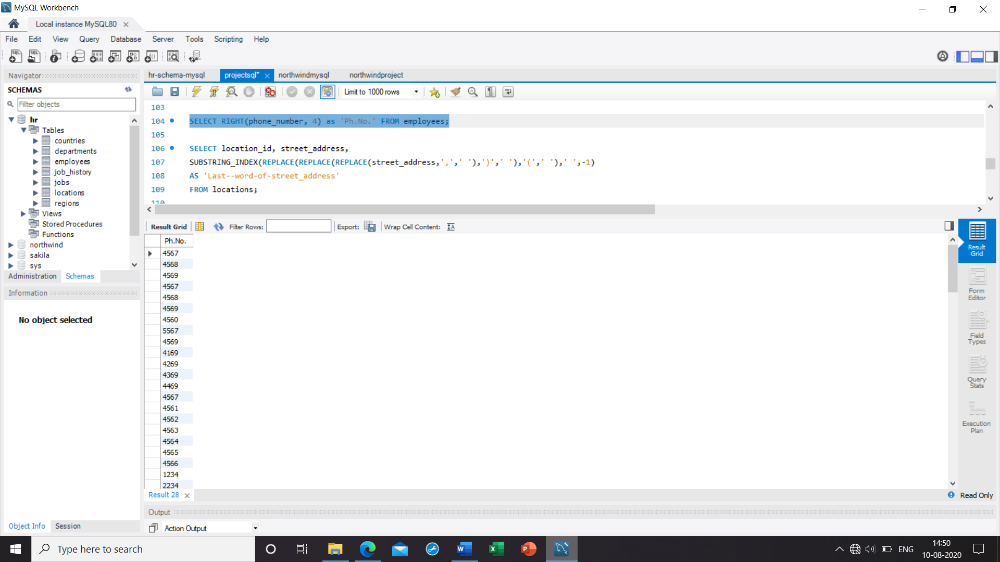 MySQL Workbench
Local instance MySQL80
File Edit View Query Database Server Tools Scripting Help
Navigator
SCHEMAS
Filter objects
hr
Tables
countries
departments
employees
job_history
jobs
locations
regions
Views
Stored Procedures
Functions
northwind
sakila
sys
Administration Schemas
Information
No object selected
Object Info Session
hr-schema-mysql projectsql* northwindmysql northwindproject
Limit to 1000 rows
103
104 SELECT RIGHT(phone_number, 4) as 'Ph.No.' FROM employees;
105
106 SELECT location_id, street_address,
107 SUBSTRING_INDEX(REPLACE(REPLACE(REPLACE(street_address,',',' '),')',' '),'(',' '),' ',-1)
108 AS 'Last--word-of-street_address'
109 FROM locations;
110
Result Grid Filter Rows: Export: Wrap Cell Content:
Ph.No.
4567
4568
4569
4567
4568
4569
4560
5567
4569
4169
4269
4369
4469
4567
4561
4562
4563
4564
4565
4566
1234
2234
Result Grid
Form Editor
Field Types
Query Stats
Execution Plan
Result 28
Read Only
Output
Action Output
Type here to search
ENG
14:50
10-08-2020